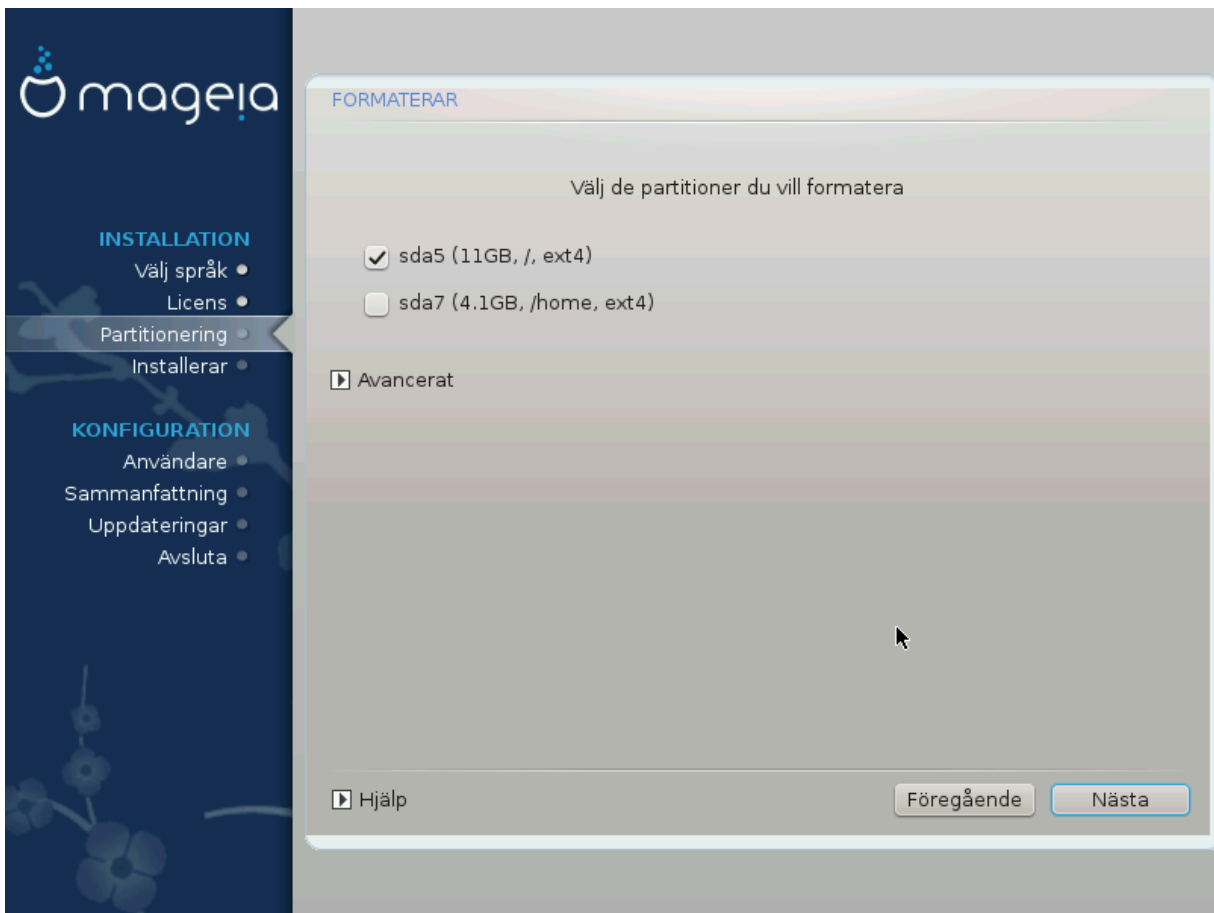 mageia
INSTALLATION
Välj språk
Licens
Partitionering
Installerar
KONFIGURATION
Användare
Sammanfattning
Uppdateringar
Avsluta
FORMATERAR
Välj de partitioner du vill formatera
sda5 (11GB, /, ext4)
sda7 (4.1GB, /home, ext4)
Avancerat
Hjälp
Föregående
Nästa